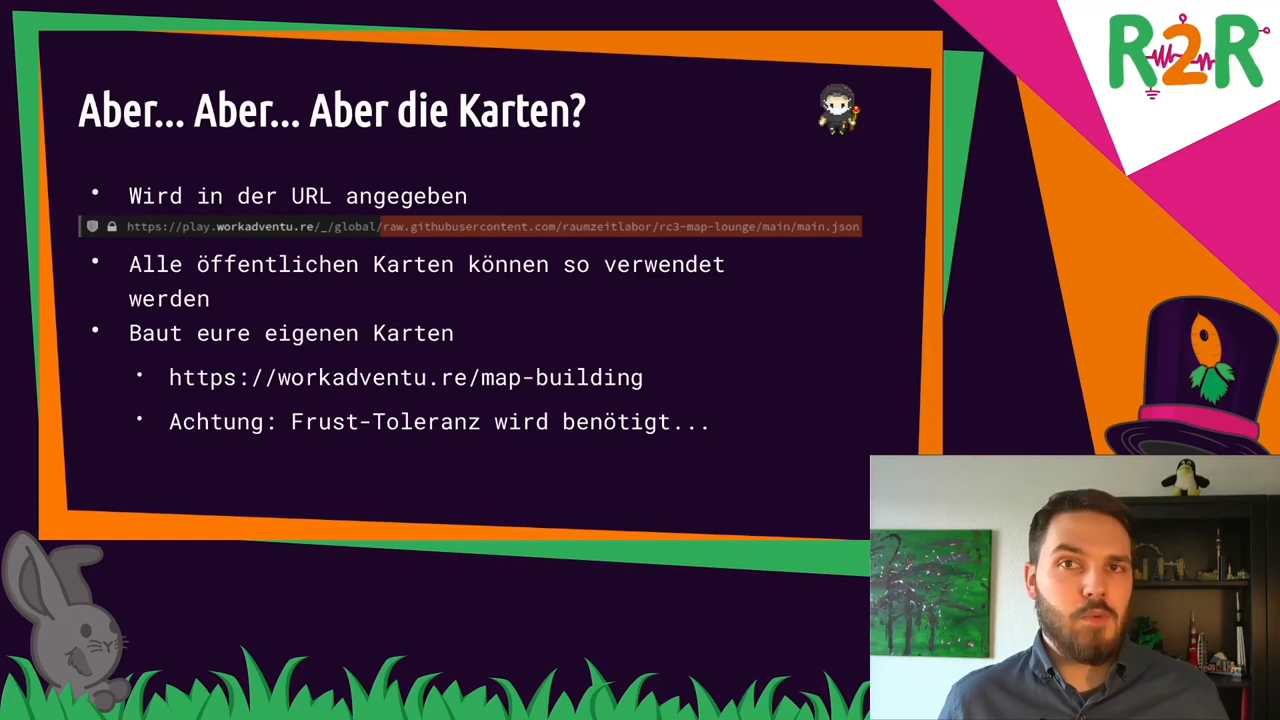 R2R
Aber... Aber... Aber die Karten?
• Wird in der URL angegeben
https://play.workadventu.re/_/global/raw.githubusercontent.com/raumzeitlabor/rc3-map-lounge/main/main.json
• Alle öffentlichen Karten können so verwendet
werden
• Baut eure eigenen Karten
• https://workadventu.re/map-building
• Achtung: Frust-Toleranz wird benötigt...